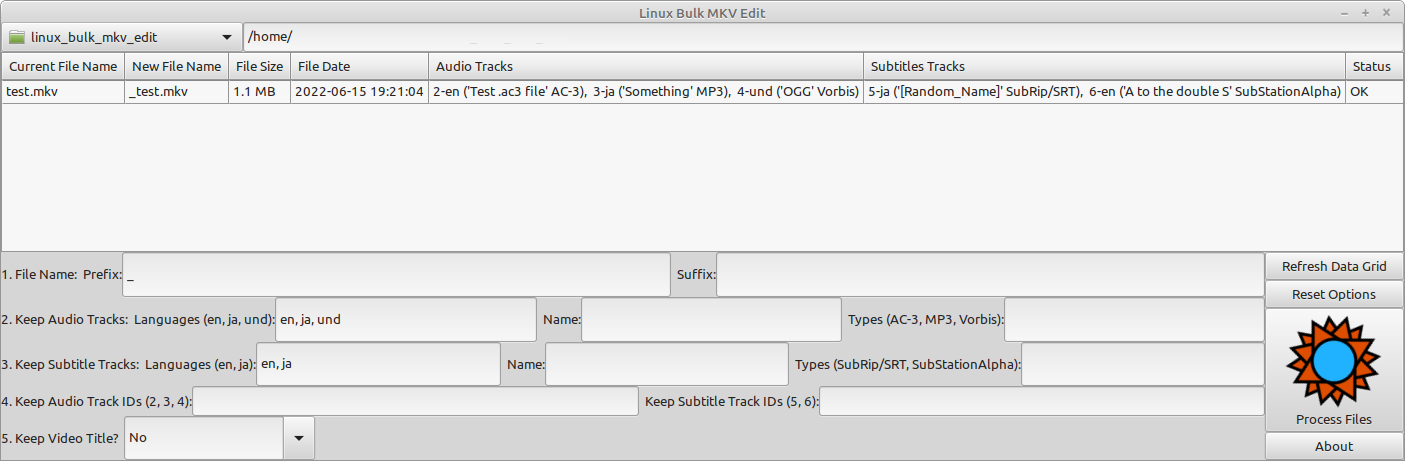 Linux Bulk MKV Edit
linux_bulk_mkv_edit /home/
Current File Name New File Name File Size File Date Audio Tracks Subtitles Tracks Status
test.mkv _test.mkv 1.1 MB 2022-06-15 19:21:04 2-en ('Test .ac3 file' AC-3), 3-ja ('Something' MP3), 4-und ('OGG' Vorbis) 5-ja ('[Random_Name]' SubRip/SRT), 6-en ('A to the double S' SubStationAlpha) OK
1. File Name: Prefix: _ Suffix: Refresh Data Grid
Reset Options
2. Keep Audio Tracks: Languages (en, ja, und): en, ja, und Name: Types (AC-3, MP3, Vorbis):
3. Keep Subtitle Tracks: Languages (en, ja): en, ja Name: Types (SubRip/SRT, SubStationAlpha):
4. Keep Audio Track IDs (2, 3, 4): Keep Subtitle Track IDs (5, 6):
Process Files
5. Keep Video Title? No About